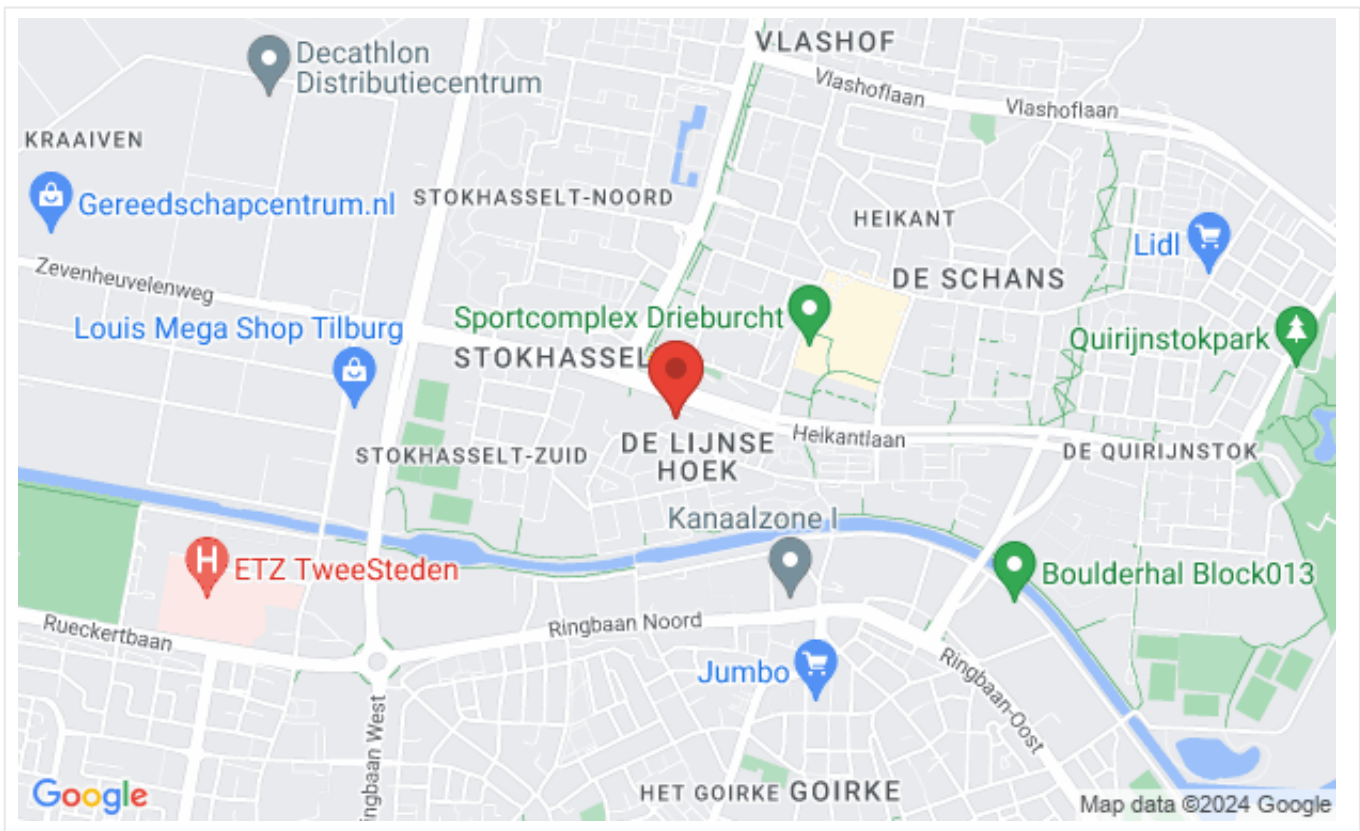 VLASHOF
Decathlon
Distributiecentrum
Vlashoflaan
Vlashoflaan
KRAAIVEN
Gereedschapcentrum.nl
STOKHASSELT-NOORD
HEIKANT
Lidl
Zevenheuvelenweg
DE SCHANS
Louis Mega Shop Tilburg
Sportcomplex Drieburcht
Quirijnstokpark
STOKHASSEL
Heikantlaan
STOKHASSELT-ZUID
DE LIJNSE
HOEK
DE QUIRIJNSTOK
Kanaalzone I
H
ETZ TweeSteden
Boulderhal Block013
Rueckertbaan
Ringbaan Noord
Jumbo
Ringbaan-Oost
Ringbaan West
HET GOIRKE
GOIRKE
Google
Map data ©2024 Google